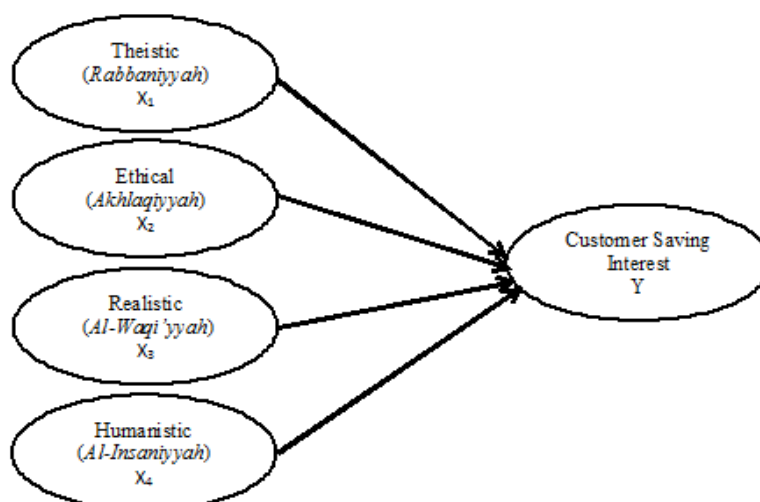 Theistic
(Rabbaniyyah)
X₁
Ethical
(Akhlaqiyyah)
X₂
Realistic
(Al-Waqi'yyah)
X₃
Humanistic
(Al-Insaniyyah)
X₄
Customer Saving
Interest
Y